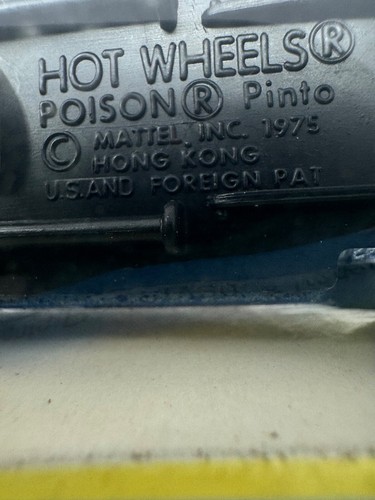 HOT WHEELS®
POISON® Pinto
© MATTEL, INC. 1975
HONG KONG
U.S. AND FOREIGN PAT